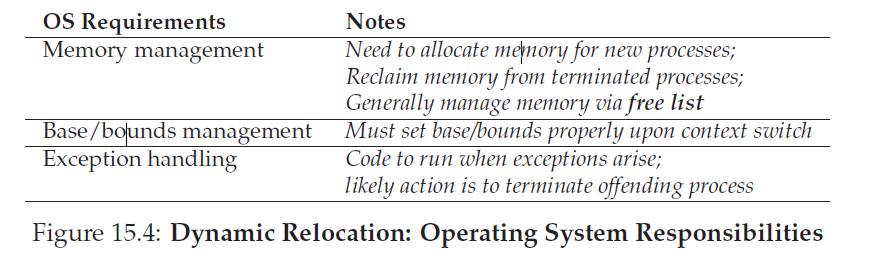 OS Requirements Notes
Memory management Need to allocate memory for new processes;
Reclaim memory from terminated processes;
Generally manage memory via free list
Base/bounds management Must set base/bounds properly upon context switch
Exception handling Code to run when exceptions arise;
likely action is to terminate offending process
Figure 15.4: Dynamic Relocation: Operating System Responsibilities